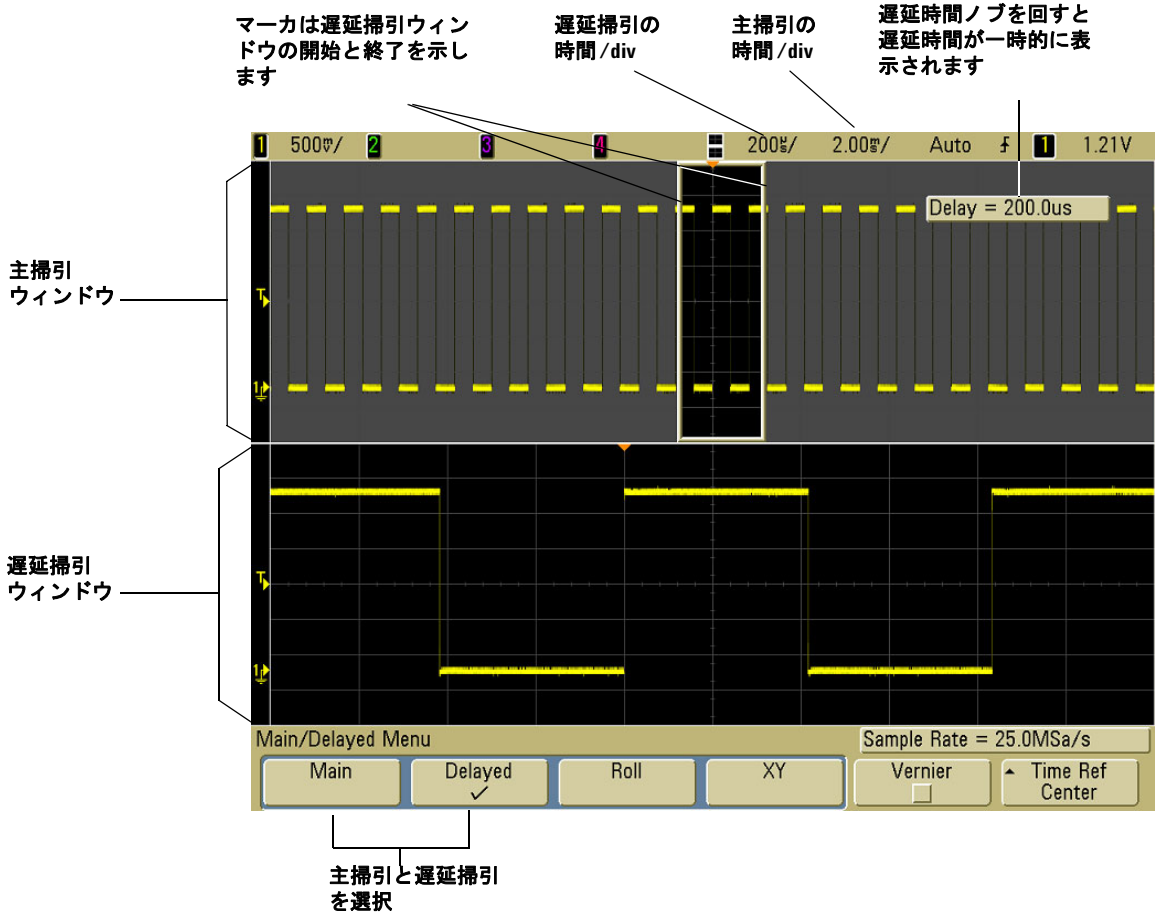 マーカは遅延掃引ウィン
ドウの開始と終了を示し
ます
遅延掃引の
時間/div
主掃引の
時間/div
遅延時間ノブを回すと
遅延時間が一時的に表
示されます
1 500mV/ 2 3 4 200us/ 2.00ms/ Auto 1 1.21V
Delay = 200.0us
主掃引
ウィンドウ
T
1
遅延掃引
ウィンドウ
T
1
Main/Delayed Menu
Sample Rate = 25.0MSa/s
Main
Delayed
Roll
XY
Vernier
Time Ref
Center
主掃引と遅延掃引
を選択